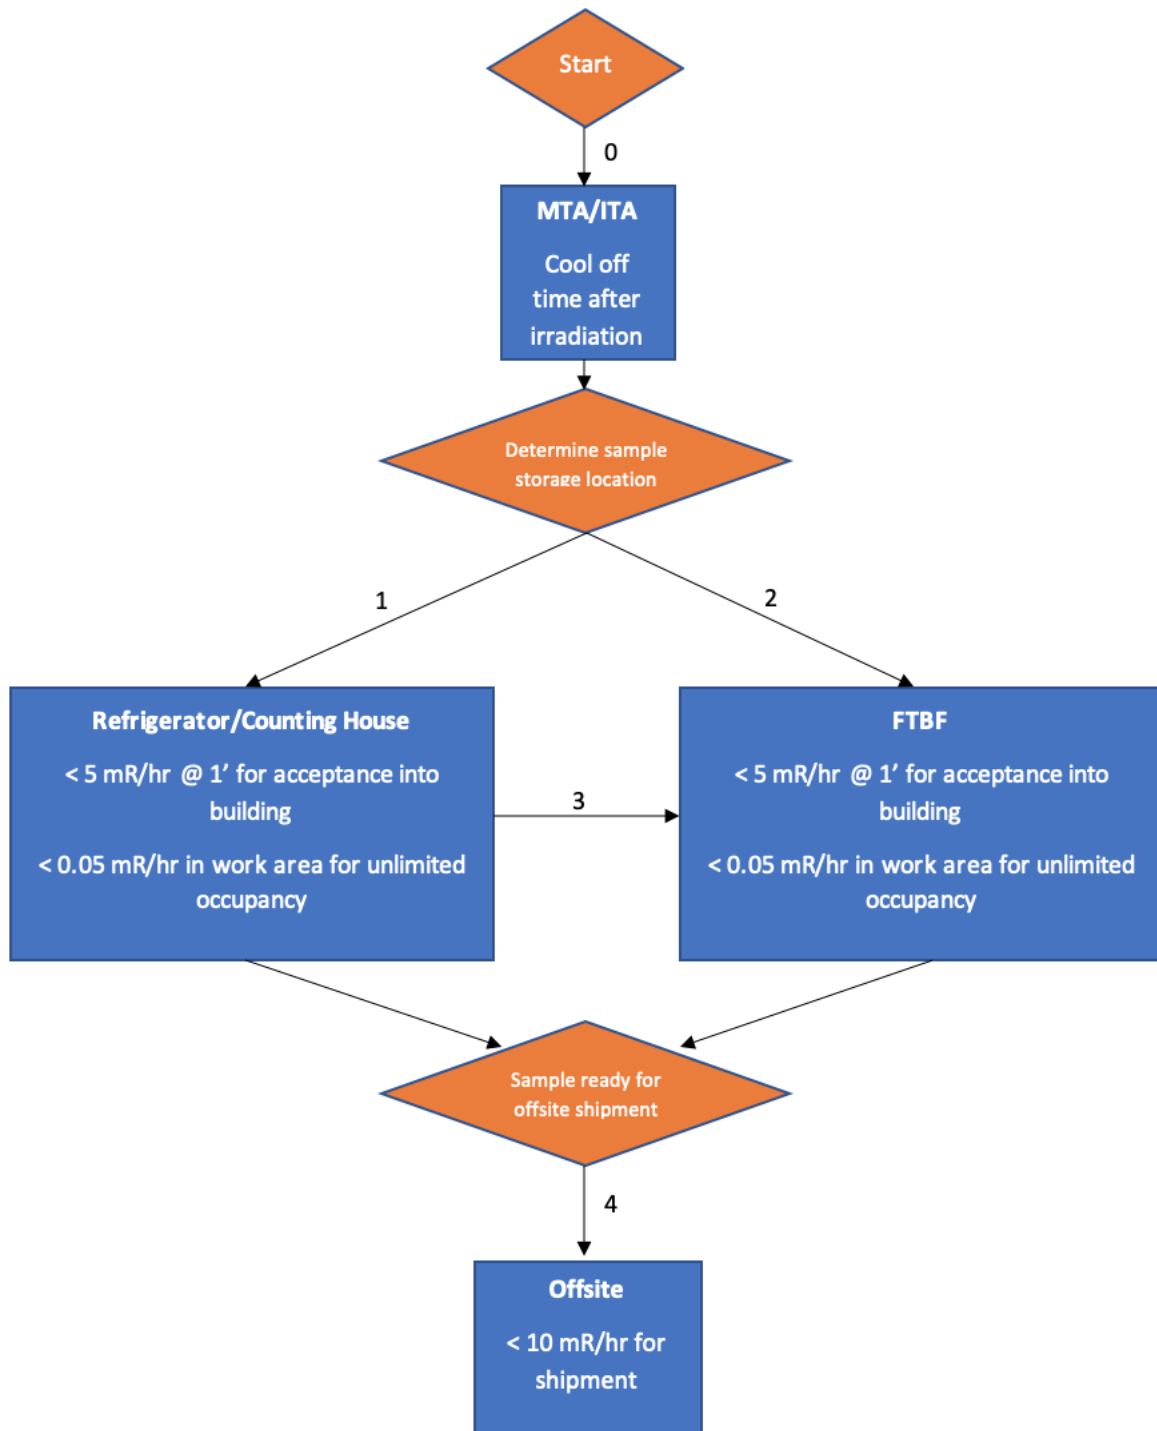 Start
0
MTA/ITA
Cool off
time after
irradiation
Determine sample
storage location
1
2
Refrigerator/Counting House
< 5 mR/hr @ 1’ for acceptance into
building
< 0.05 mR/hr in work area for unlimited
occupancy
3
FTBF
< 5 mR/hr @ 1’ for acceptance into
building
< 0.05 mR/hr in work area for unlimited
occupancy
Sample ready for
offsite shipment
4
Offsite
< 10 mR/hr for
shipment